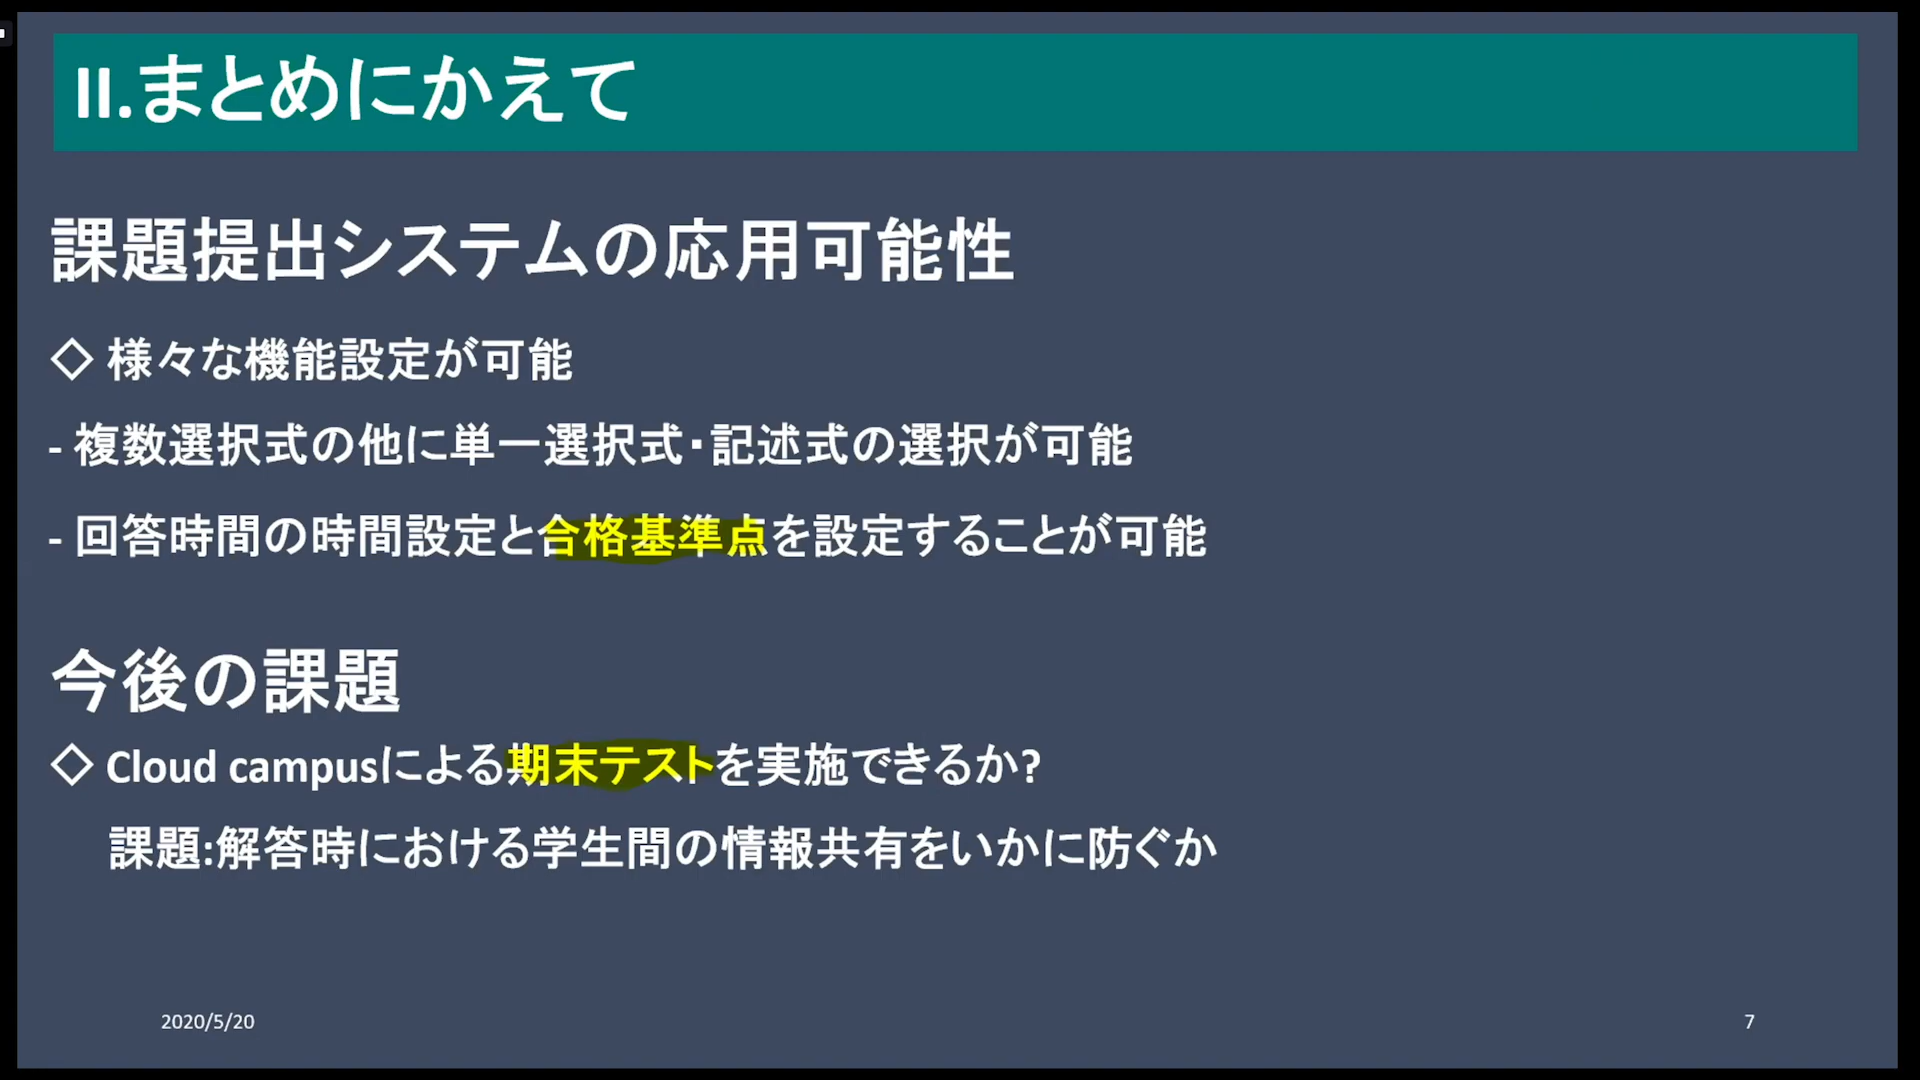 II.まとめにかえて
課題提出システムの応用可能性
◇ 様々な機能設定が可能
- 複数選択式の他に単一選択式・記述式の選択が可能
- 回答時間の時間設定と合格基準点を設定することが可能
今後の課題
◇ Cloud campusによる期末テストを実施できるか?
課題:解答時における学生間の情報共有をいかに防ぐか
2020/5/20
7